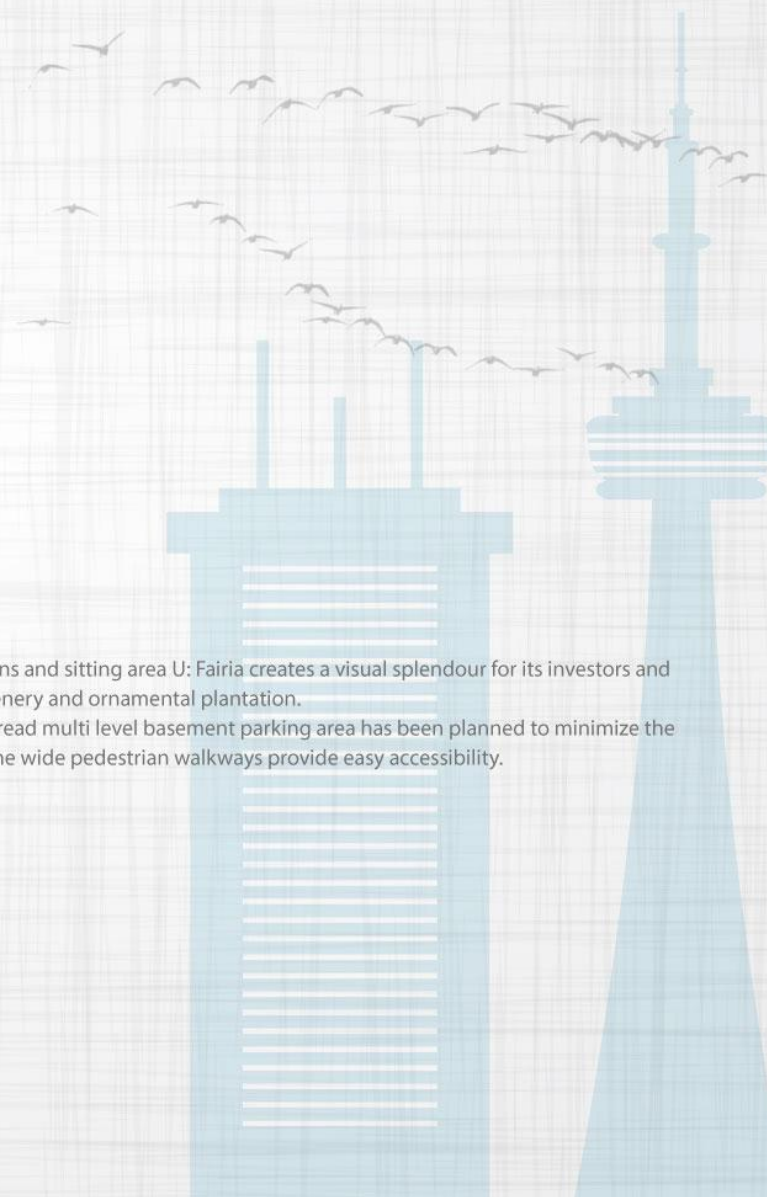 ns and sitting area U: Fairia creates a visual splendour for its investors and
enery and ornamental plantation.
read multi level basement parking area has been planned to minimize the
ne wide pedestrian walkways provide easy accessibility.